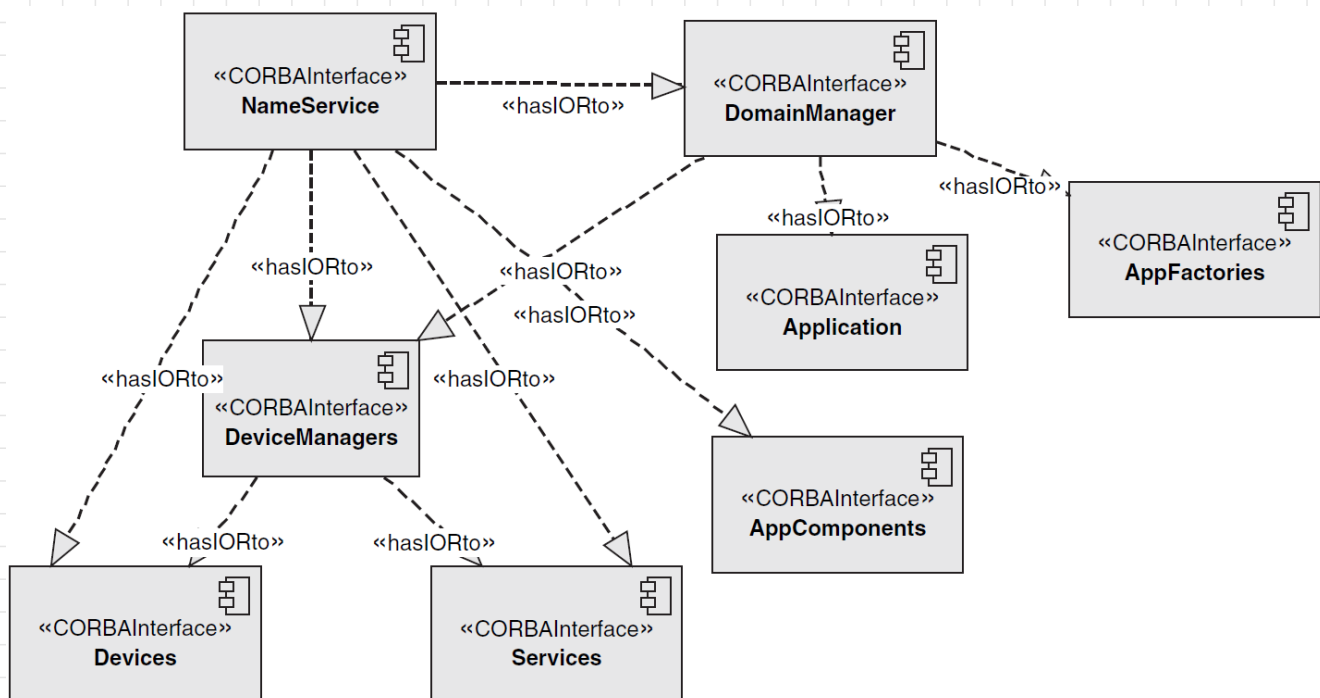 «CORBAInterface»
NameService
«CORBAInterface»
DomainManager
«hasIORto»
«hasIORto»
«hasIORto»
«CORBAInterface»
AppFactories
«hasIORto»
«hasIORto»
«CORBAInterface»
Application
«hasIORto»
«hasIORto»
«hasIORto»
«CORBAInterface»
DeviceManagers
«CORBAInterface»
AppComponents
«hasIORto»
«hasIORto»
«CORBAInterface»
Devices
«CORBAInterface»
Services